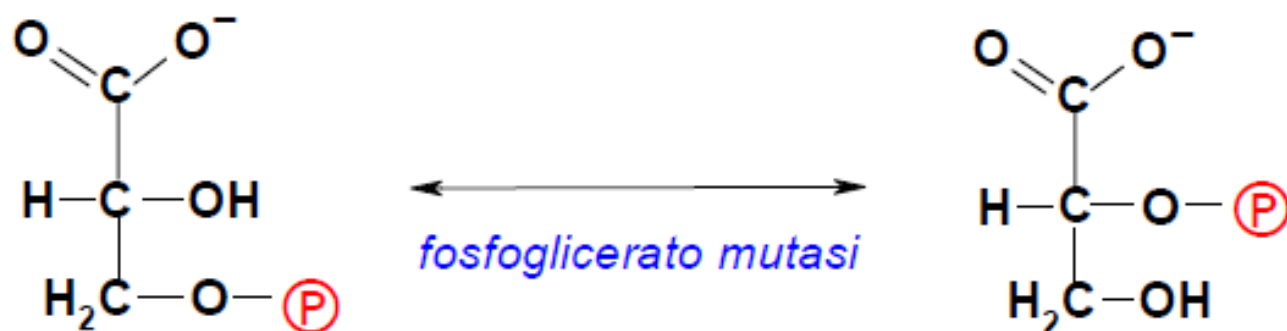 O O⁻ O O⁻
C C
H C OH H C O P
fosfoglicerato mutasi
H₂C O P H₂C OH